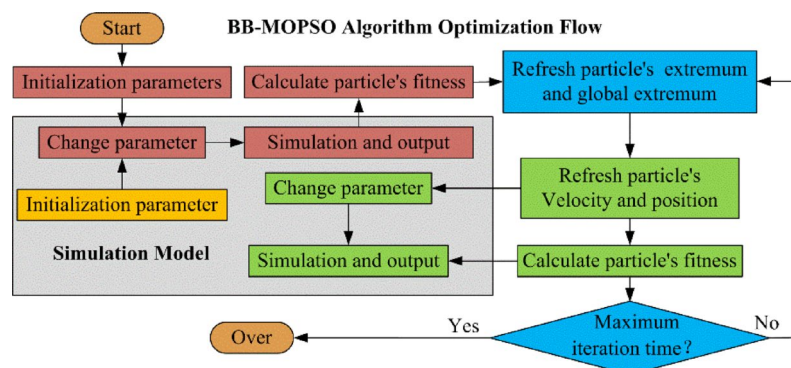 Start
BB-MOPSO Algorithm Optimization Flow
Initialization parameters
Calculate particle's fitness
Refresh particle's extremum
and global extremum
Change parameter
Simulation and output
Initialization parameter
Change parameter
Refresh particle's
Velocity and position
Simulation Model
Simulation and output
Calculate particle's fitness
Over
Yes
Maximum
iteration time?
No